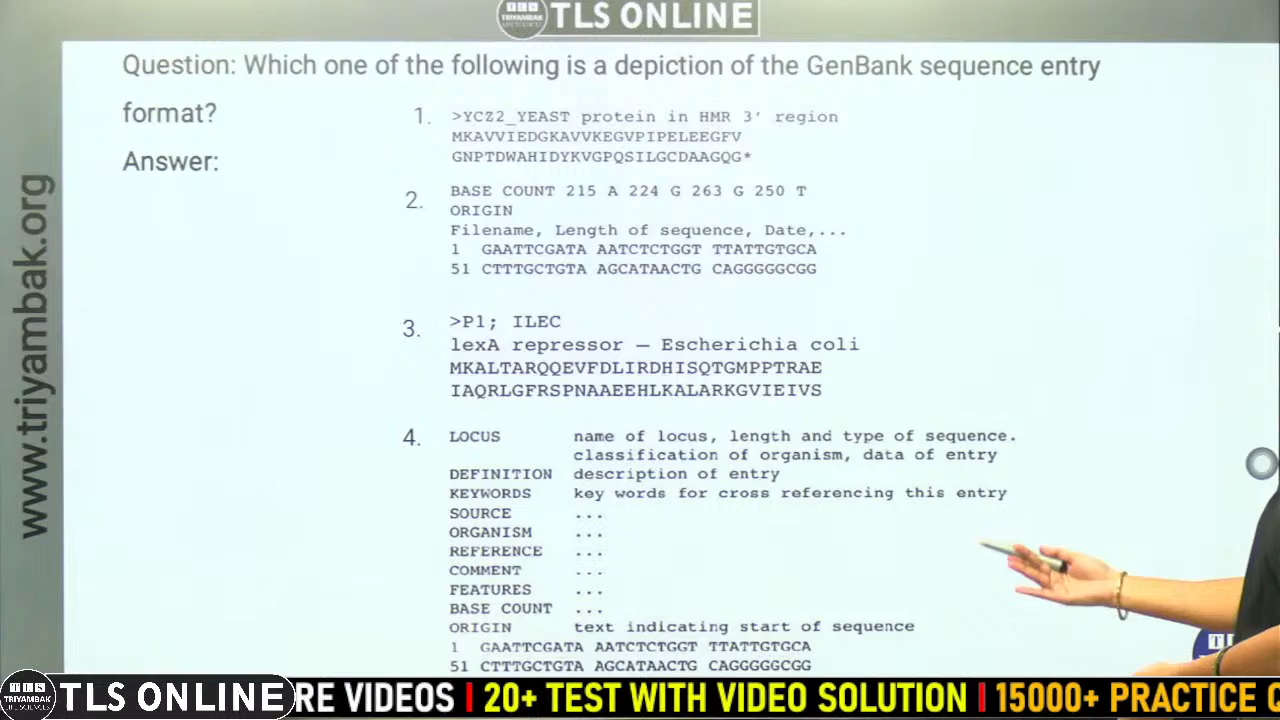 TRIYAMBAK
TLS ONLINE
www.triyambak.org
Question: Which one of the following is a depiction of the GenBank sequence entry
format?
Answer:
1. >YCZ2_YEAST protein in HMR 3' region
MKAVVIEDGKAVVKEGVPIPELEEGFV
GNPTDWAHIDYKVGPQSILGCDAAGQG*
2. BASE COUNT 215 A 224 G 263 G 250 T
ORIGIN
Filename, Length of sequence, Date,...
1 GAATTCGATA AATCTCTGGT TTATTGTGCA
51 CTTTGCTGTA AGCATAACTG CAGGGGGCGG
3. >P1; ILEC
lexA repressor — Escherichia coli
MKALTARQQEVFDLIRDHISQTGMPPTRAE
IAQRLGFRSPNAAEEHLKALARKGVIEIVS
4. LOCUS name of locus, length and type of sequence.
classification of organism, data of entry
DEFINITION description of entry
KEYWORDS key words for cross referencing this entry
SOURCE ...
ORGANISM ...
REFERENCE ...
COMMENT ...
FEATURES ...
BASE COUNT ...
ORIGIN text indicating start of sequence
1 GAATTCGATA AATCTCTGGT TTATTGTGCA
51 CTTTGCTGTA AGCATAACTG CAGGGGGCGG
TRIYAMBAK
TLS ONLINE
RE VIDEOS I 20+ TEST WITH VIDEO SOLUTION I 15000+ PRACTICE